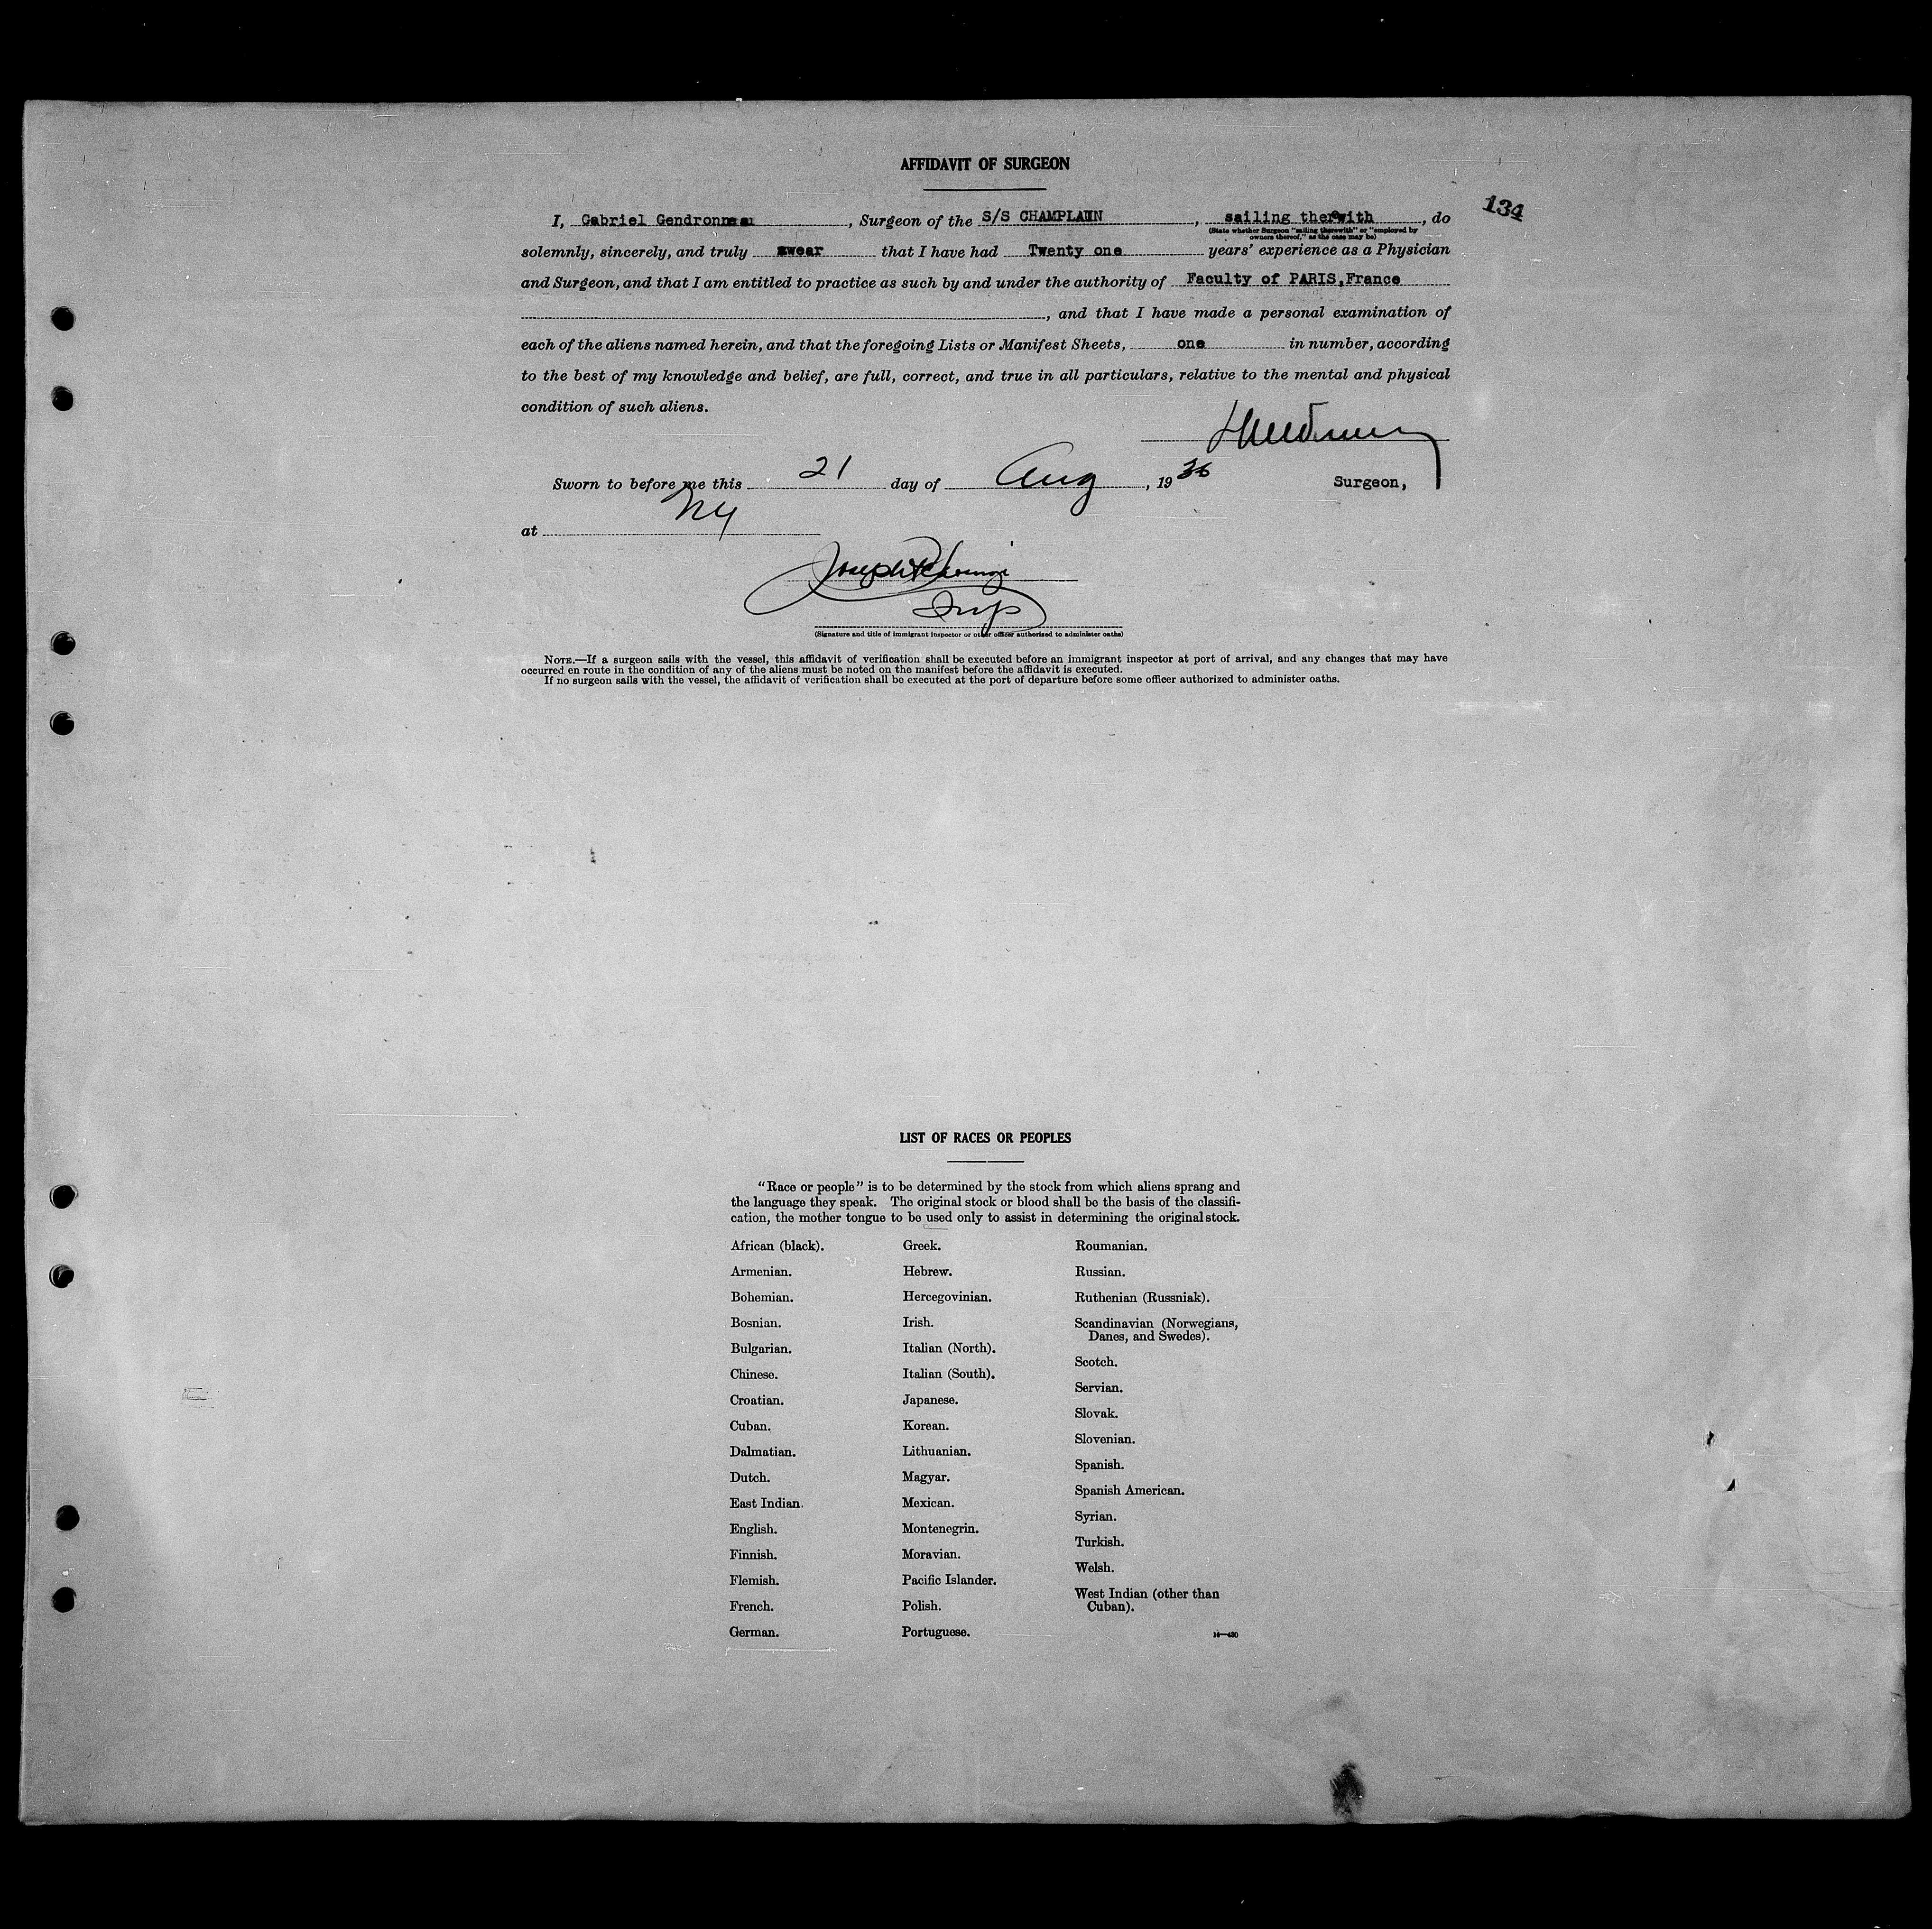 AFFIDAVIT OF SURGEON
134
I, Gabriel Gendronneau, Surgeon of the S/S CHAMPLAIN, sailing therewith, do
(State whether Surgeon "sailing therewith" or "employed by
owners thereof," as the case may be)
solemnly, sincerely, and truly swear that I have had Twenty one years' experience as a Physician
and Surgeon, and that I am entitled to practice as such by and under the authority of Faculty of PARIS, France
, and that I have made a personal examination of
each of the aliens named herein, and that the foregoing Lists or Manifest Sheets, one in number, according
to the best of my knowledge and belief, are full, correct, and true in all particulars, relative to the mental and physical
condition of such aliens.
Sworn to before me this 21 day of Aug, 1936 Surgeon,
at NY
Joseph
Insp
(Signature and title of immigrant inspector or other officer authorized to administer oaths)
NOTE.—If a surgeon sails with the vessel, this affidavit of verification shall be executed before an immigrant inspector at port of arrival, and any changes that may have
occurred en route in the condition of any of the aliens must be noted on the manifest before the affidavit is executed.
If no surgeon sails with the vessel, the affidavit of verification shall be executed at the port of departure before some officer authorized to administer oaths.
LIST OF RACES OR PEOPLES
"Race or people" is to be determined by the stock from which aliens sprang and
the language they speak. The original stock or blood shall be the basis of the classifi-
cation, the mother tongue to be used only to assist in determining the original stock.
African (black).
Armenian.
Bohemian.
Bosnian.
Bulgarian.
Chinese.
Croatian.
Cuban.
Dalmatian.
Dutch.
East Indian.
English.
Finnish.
Flemish.
French.
German.
Greek.
Hebrew.
Hercegovinian.
Irish.
Italian (North).
Italian (South).
Japanese.
Korean.
Lithuanian.
Magyar.
Mexican.
Montenegrin.
Moravian.
Pacific Islander.
Polish.
Portuguese.
Roumanian.
Russian.
Ruthenian (Russniak).
Scandinavian (Norwegians,
Danes, and Swedes).
Scotch.
Servian.
Slovak.
Slovenian.
Spanish.
Spanish American.
Syrian.
Turkish.
Welsh.
West Indian (other than
Cuban).